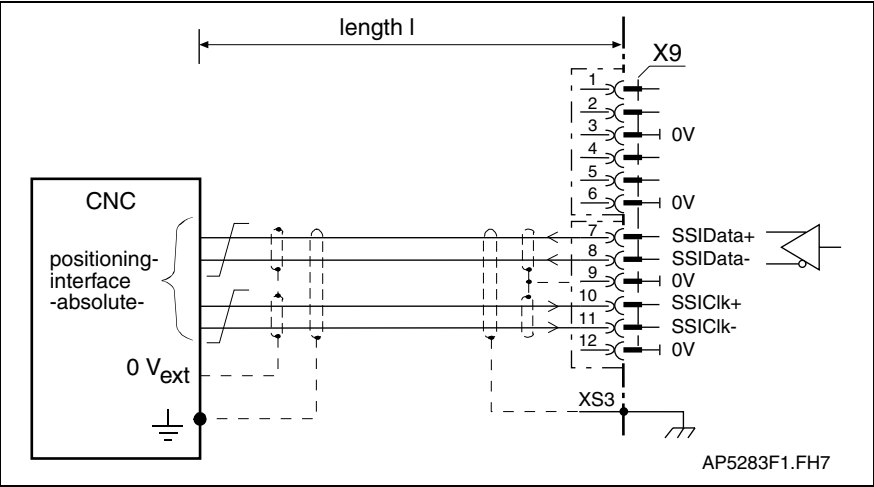 length l
X9
1
2
3 0V
4
5
6 0V
CNC
7 SSIData+
8 SSIData-
positioning-
interface
-absolute-
9 0V
10 SSIClk+
11 SSIClk-
12 0V
0 Vext
XS3
AP5283F1.FH7